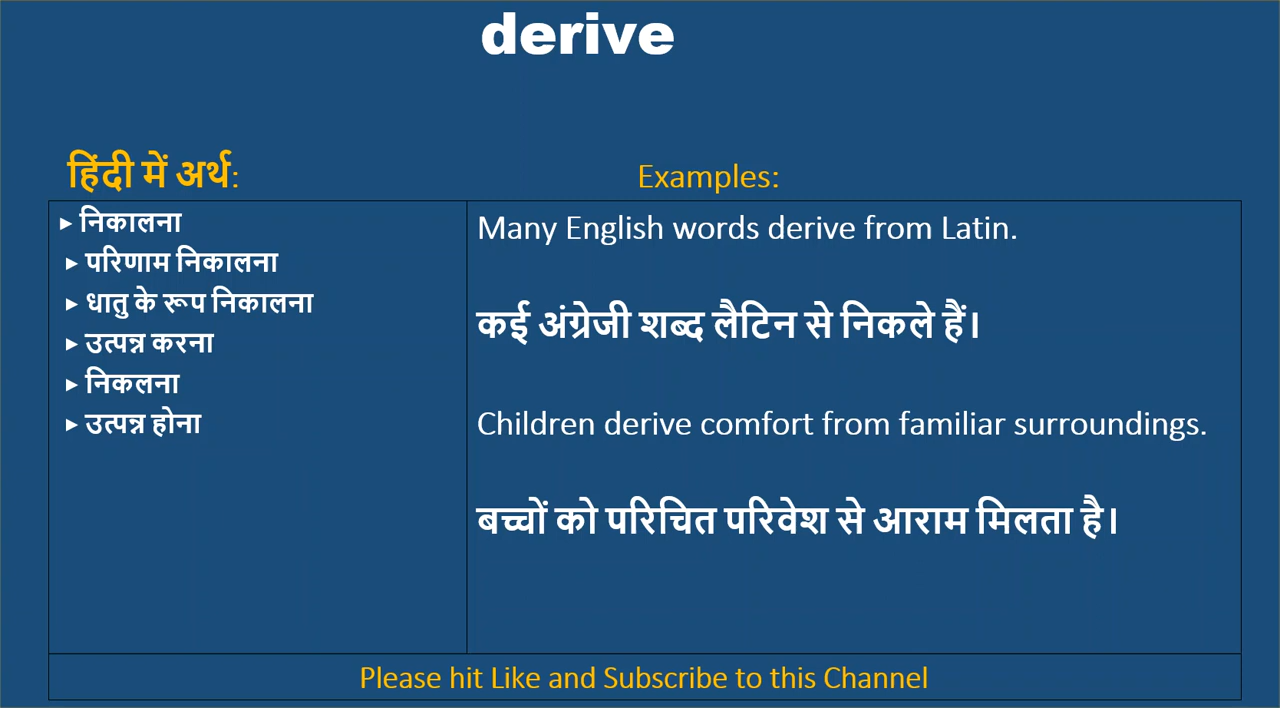 derive
हिंदी में अर्थ:
▸ निकालना
▸ परिणाम निकालना
▸ धातु के रूप निकालना
▸ उत्पन्न करना
▸ निकलना
▸ उत्पन्न होना
Examples:
Many English words derive from Latin.
कई अंग्रेजी शब्द लैटिन से निकले हैं।
Children derive comfort from familiar surroundings.
बच्चों को परिचित परिवेश से आराम मिलता है।
Please hit Like and Subscribe to this Channel